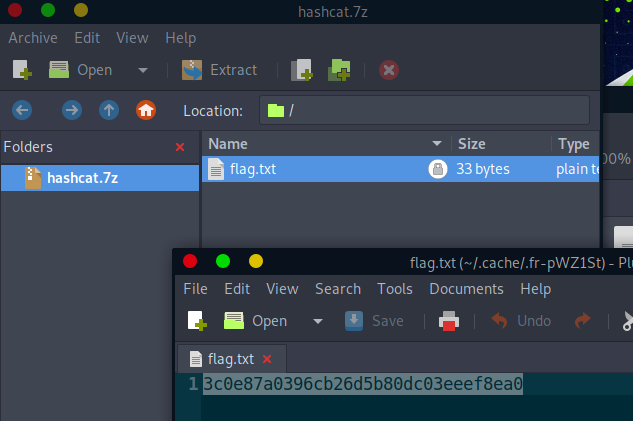 hashcat.7z
Archive Edit View Help
Open Extract
Location: /
Folders
Name Size Type
hashcat.7z
flag.txt 33 bytes plain te
00%
flag.txt (~/.cache/.fr-pWZ1St) - Plu
File Edit View Search Tools Documents Help
Open Save Undo
flag.txt
1 3c0e87a0396cb26d5b80dc03eeef8ea0